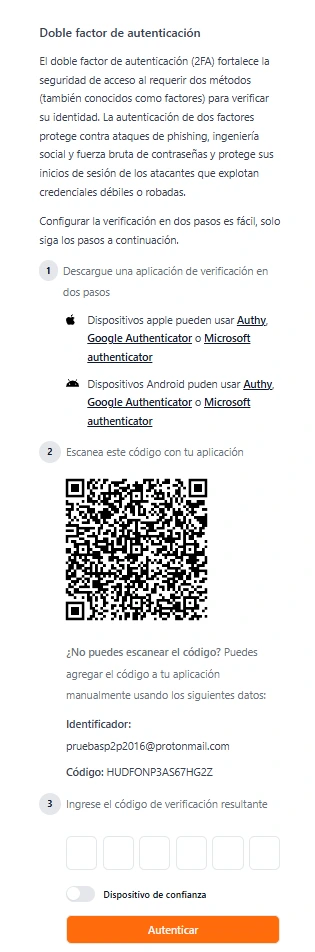 Doble factor de autenticación
El doble factor de autenticación (2FA) fortalece la
seguridad de acceso al requerir dos métodos
(también conocidos como factores) para verificar
su identidad. La autenticación de dos factores
protege contra ataques de phishing, ingeniería
social y fuerza bruta de contraseñas y protege sus
inicios de sesión de los atacantes que explotan
credenciales débiles o robadas.
Configurar la verificación en dos pasos es fácil, solo
siga los pasos a continuación.
1 Descargue una aplicación de verificación en
dos pasos
Dispositivos apple pueden usar Authy,
Google Authenticator o Microsoft
authenticator
Dispositivos Android puden usar Authy,
Google Authenticator o Microsoft
authenticator
2 Escanea este código con tu aplicación
¿No puedes escanear el código? Puedes
agregar el código a tu aplicación
manualmente usando los siguientes datos:
Identificador:
pruebasp2p2016@protonmail.com
Código: HUDFONP3AS67HG2Z
3 Ingrese el código de verificación resultante
Dispositivo de confianza
Autenticar